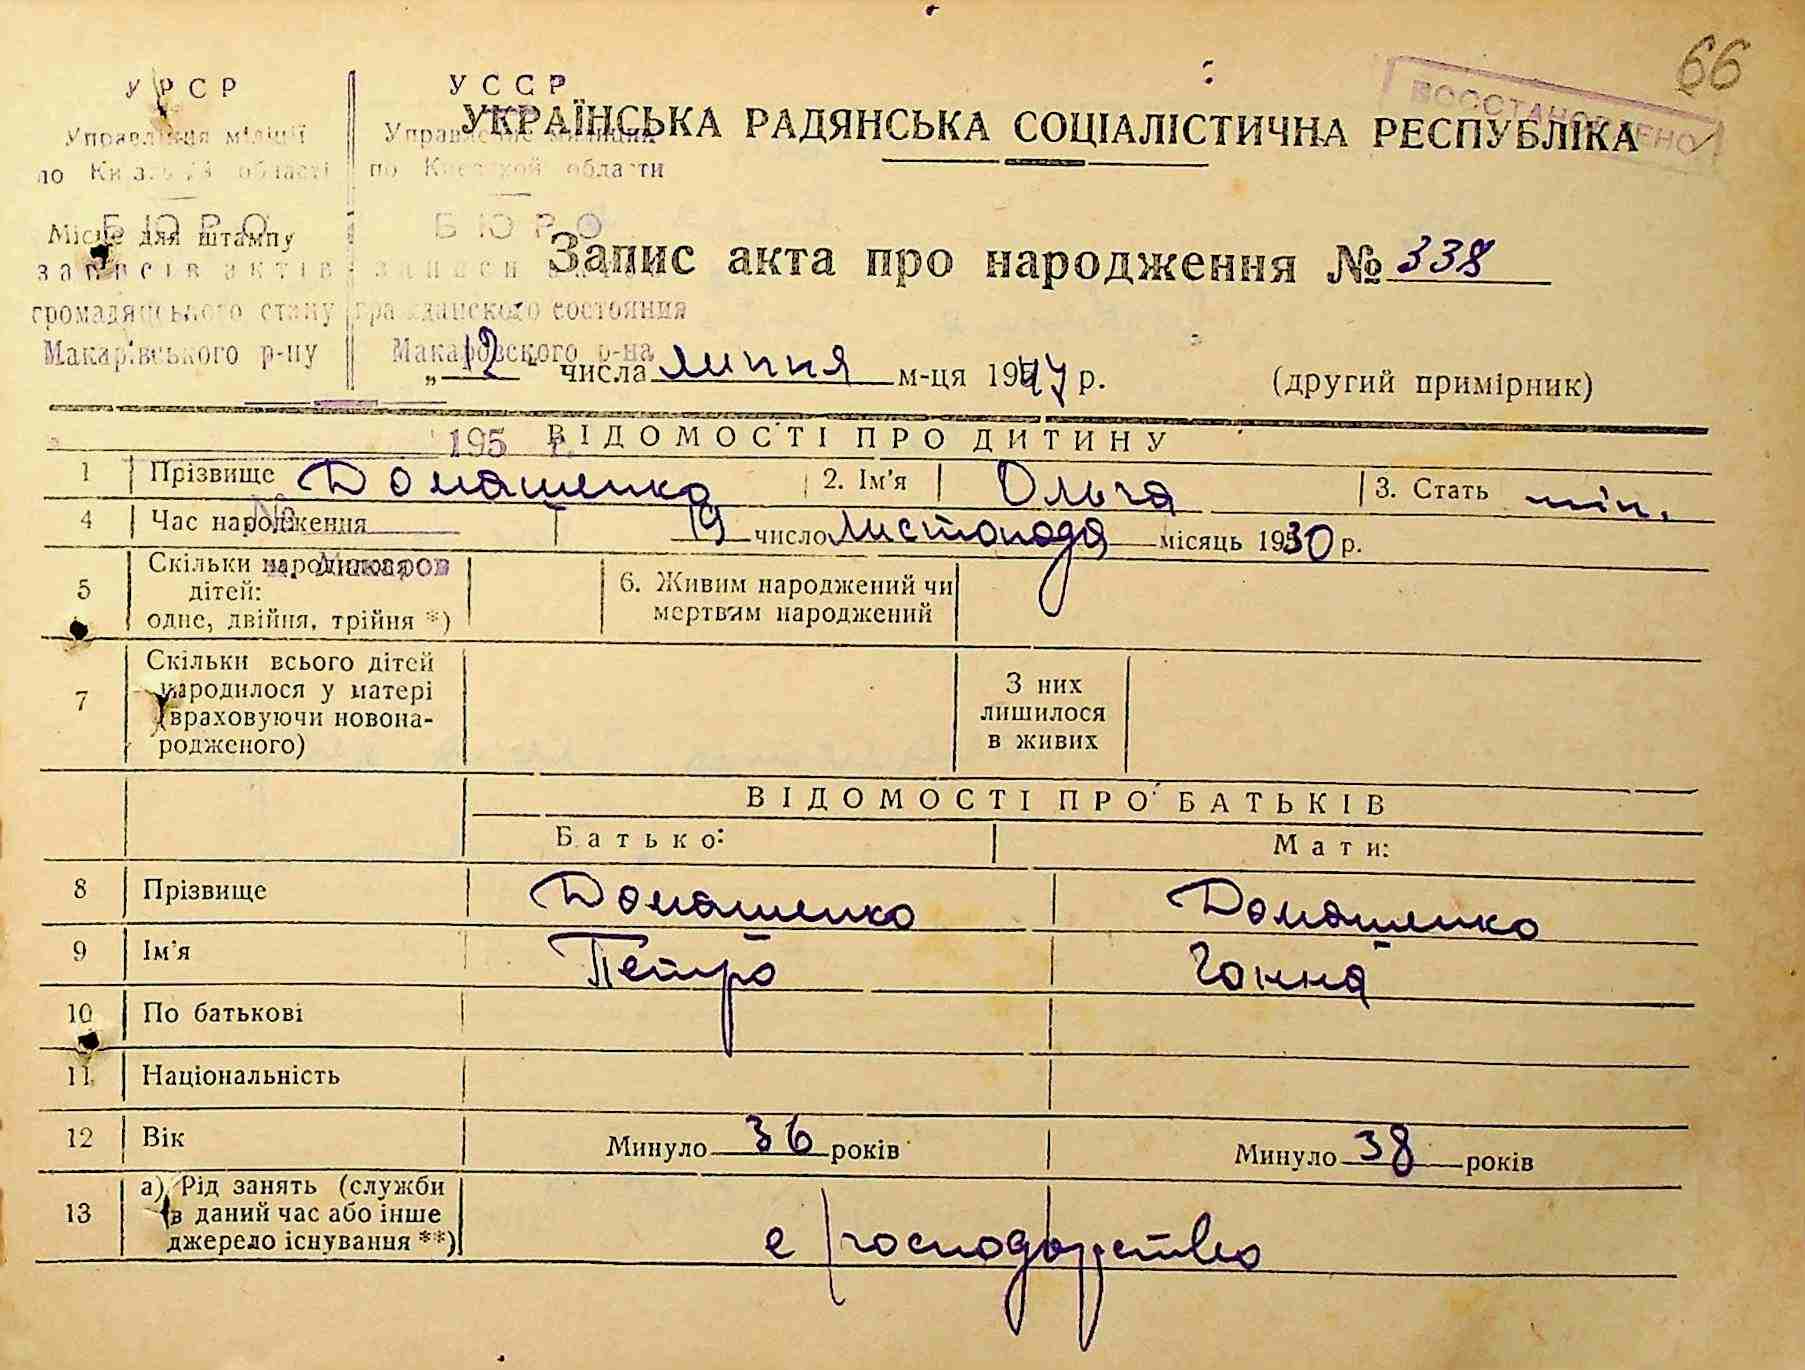 66
УРСР УССР
ВОССТАНОВЛЕНО
УКРАЇНСЬКА РАДЯНСЬКА СОЦІАЛІСТИЧНА РЕСПУБЛІКА
Управління міліції Управление милиции
по Київській області по Киевской области
БЮРО БЮРО
Місце для штампу
Запис акта про народження № 338
записів актів записи
громадянського стану гражданского состояния
Макарівського р-ну Макаровского р-на
„12“ числа липня м-ця 1947 р. (другий примірник)
195 г.
ВІДОМОСТІ ПРО ДИТИНУ
1 Прізвище Домашенко 2. Ім'я Ольга 3. Стать
№
4 Час народження 19 число листопада місяць 1930 р.
м. Макаров
5 Скільки народилося дітей: одне, двійня, трійня *) 6. Живим народжений чи мертвим народжений
7 Скільки всього дітей народилося у матері (враховуючи новонародженого) З них лишилося в живих
ВІДОМОСТІ ПРО БАТЬКІВ
Батько: Мати:
8 Прізвище Домашенко Домашенко
9 Ім'я Петро Ганна
10 По батькові
11 Національність
12 Вік Минуло 36 років Минуло 38 років
13 а) Рід занять (служби в даний час або інше джерело існування **) с/господарство